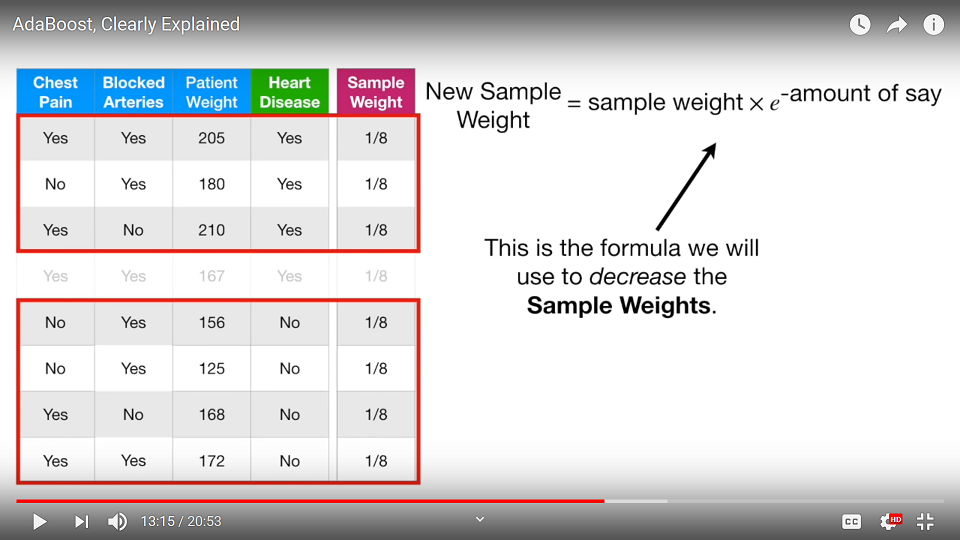 AdaBoost, Clearly Explained
Chest Pain Blocked Arteries Patient Weight Heart Disease Sample Weight
Yes Yes 205 Yes 1/8
No Yes 180 Yes 1/8
Yes No 210 Yes 1/8
Yes Yes 167 Yes 1/8
No Yes 156 No 1/8
No Yes 125 No 1/8
Yes No 168 No 1/8
Yes Yes 172 No 1/8
New Sample Weight = sample weight × e^-amount of say
This is the formula we will
use to decrease the
Sample Weights.
13:15 / 20:53
CC HD